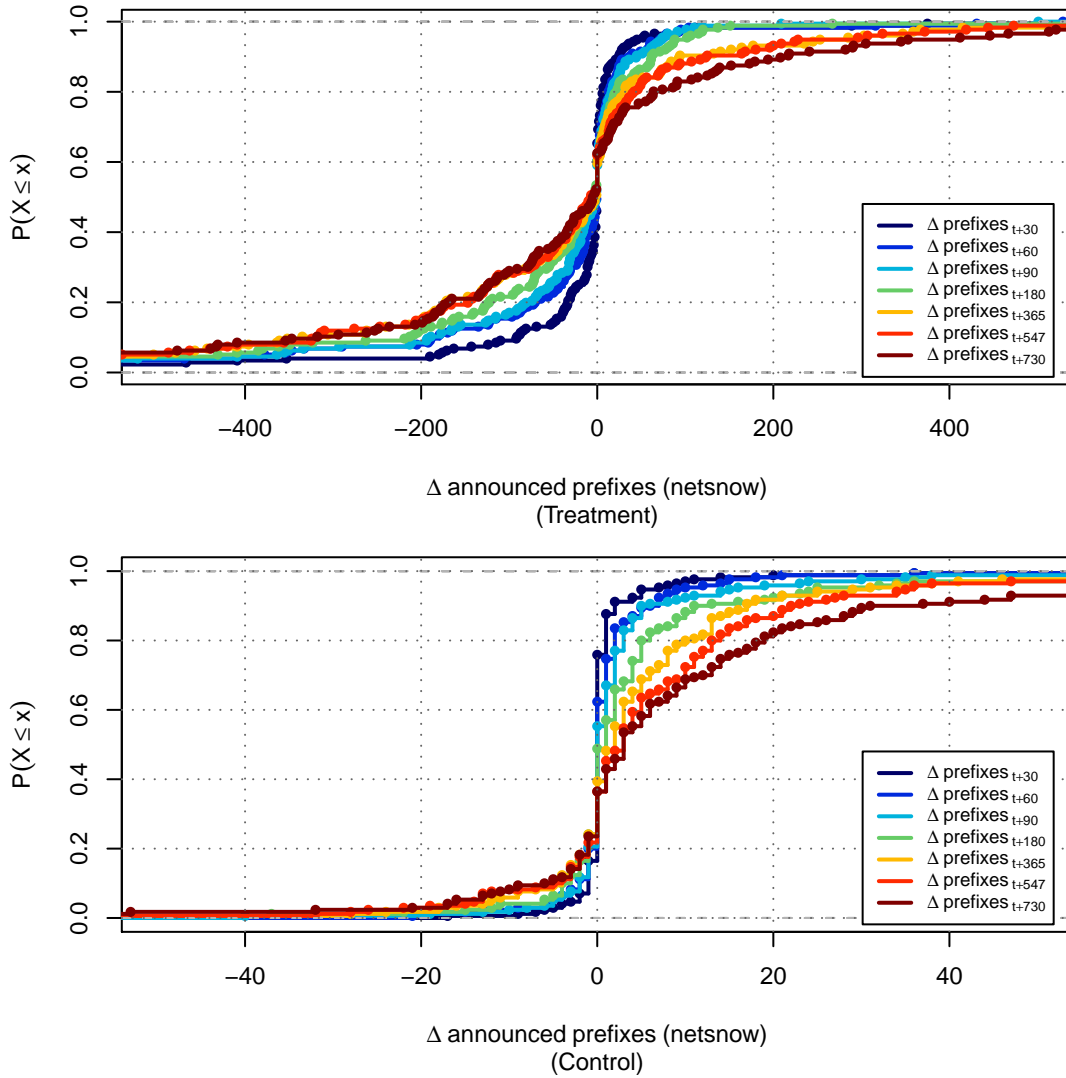 P(X ≤ x)
1.0
0.8
0.6
0.4
0.2
0.0
Δ prefixes t+30
Δ prefixes t+60
Δ prefixes t+90
Δ prefixes t+180
Δ prefixes t+365
Δ prefixes t+547
Δ prefixes t+730
−400 −200 0 200 400
Δ announced prefixes (netsnow)
(Treatment)
P(X ≤ x)
1.0
0.8
0.6
0.4
0.2
0.0
Δ prefixes t+30
Δ prefixes t+60
Δ prefixes t+90
Δ prefixes t+180
Δ prefixes t+365
Δ prefixes t+547
Δ prefixes t+730
−40 −20 0 20 40
Δ announced prefixes (netsnow)
(Control)